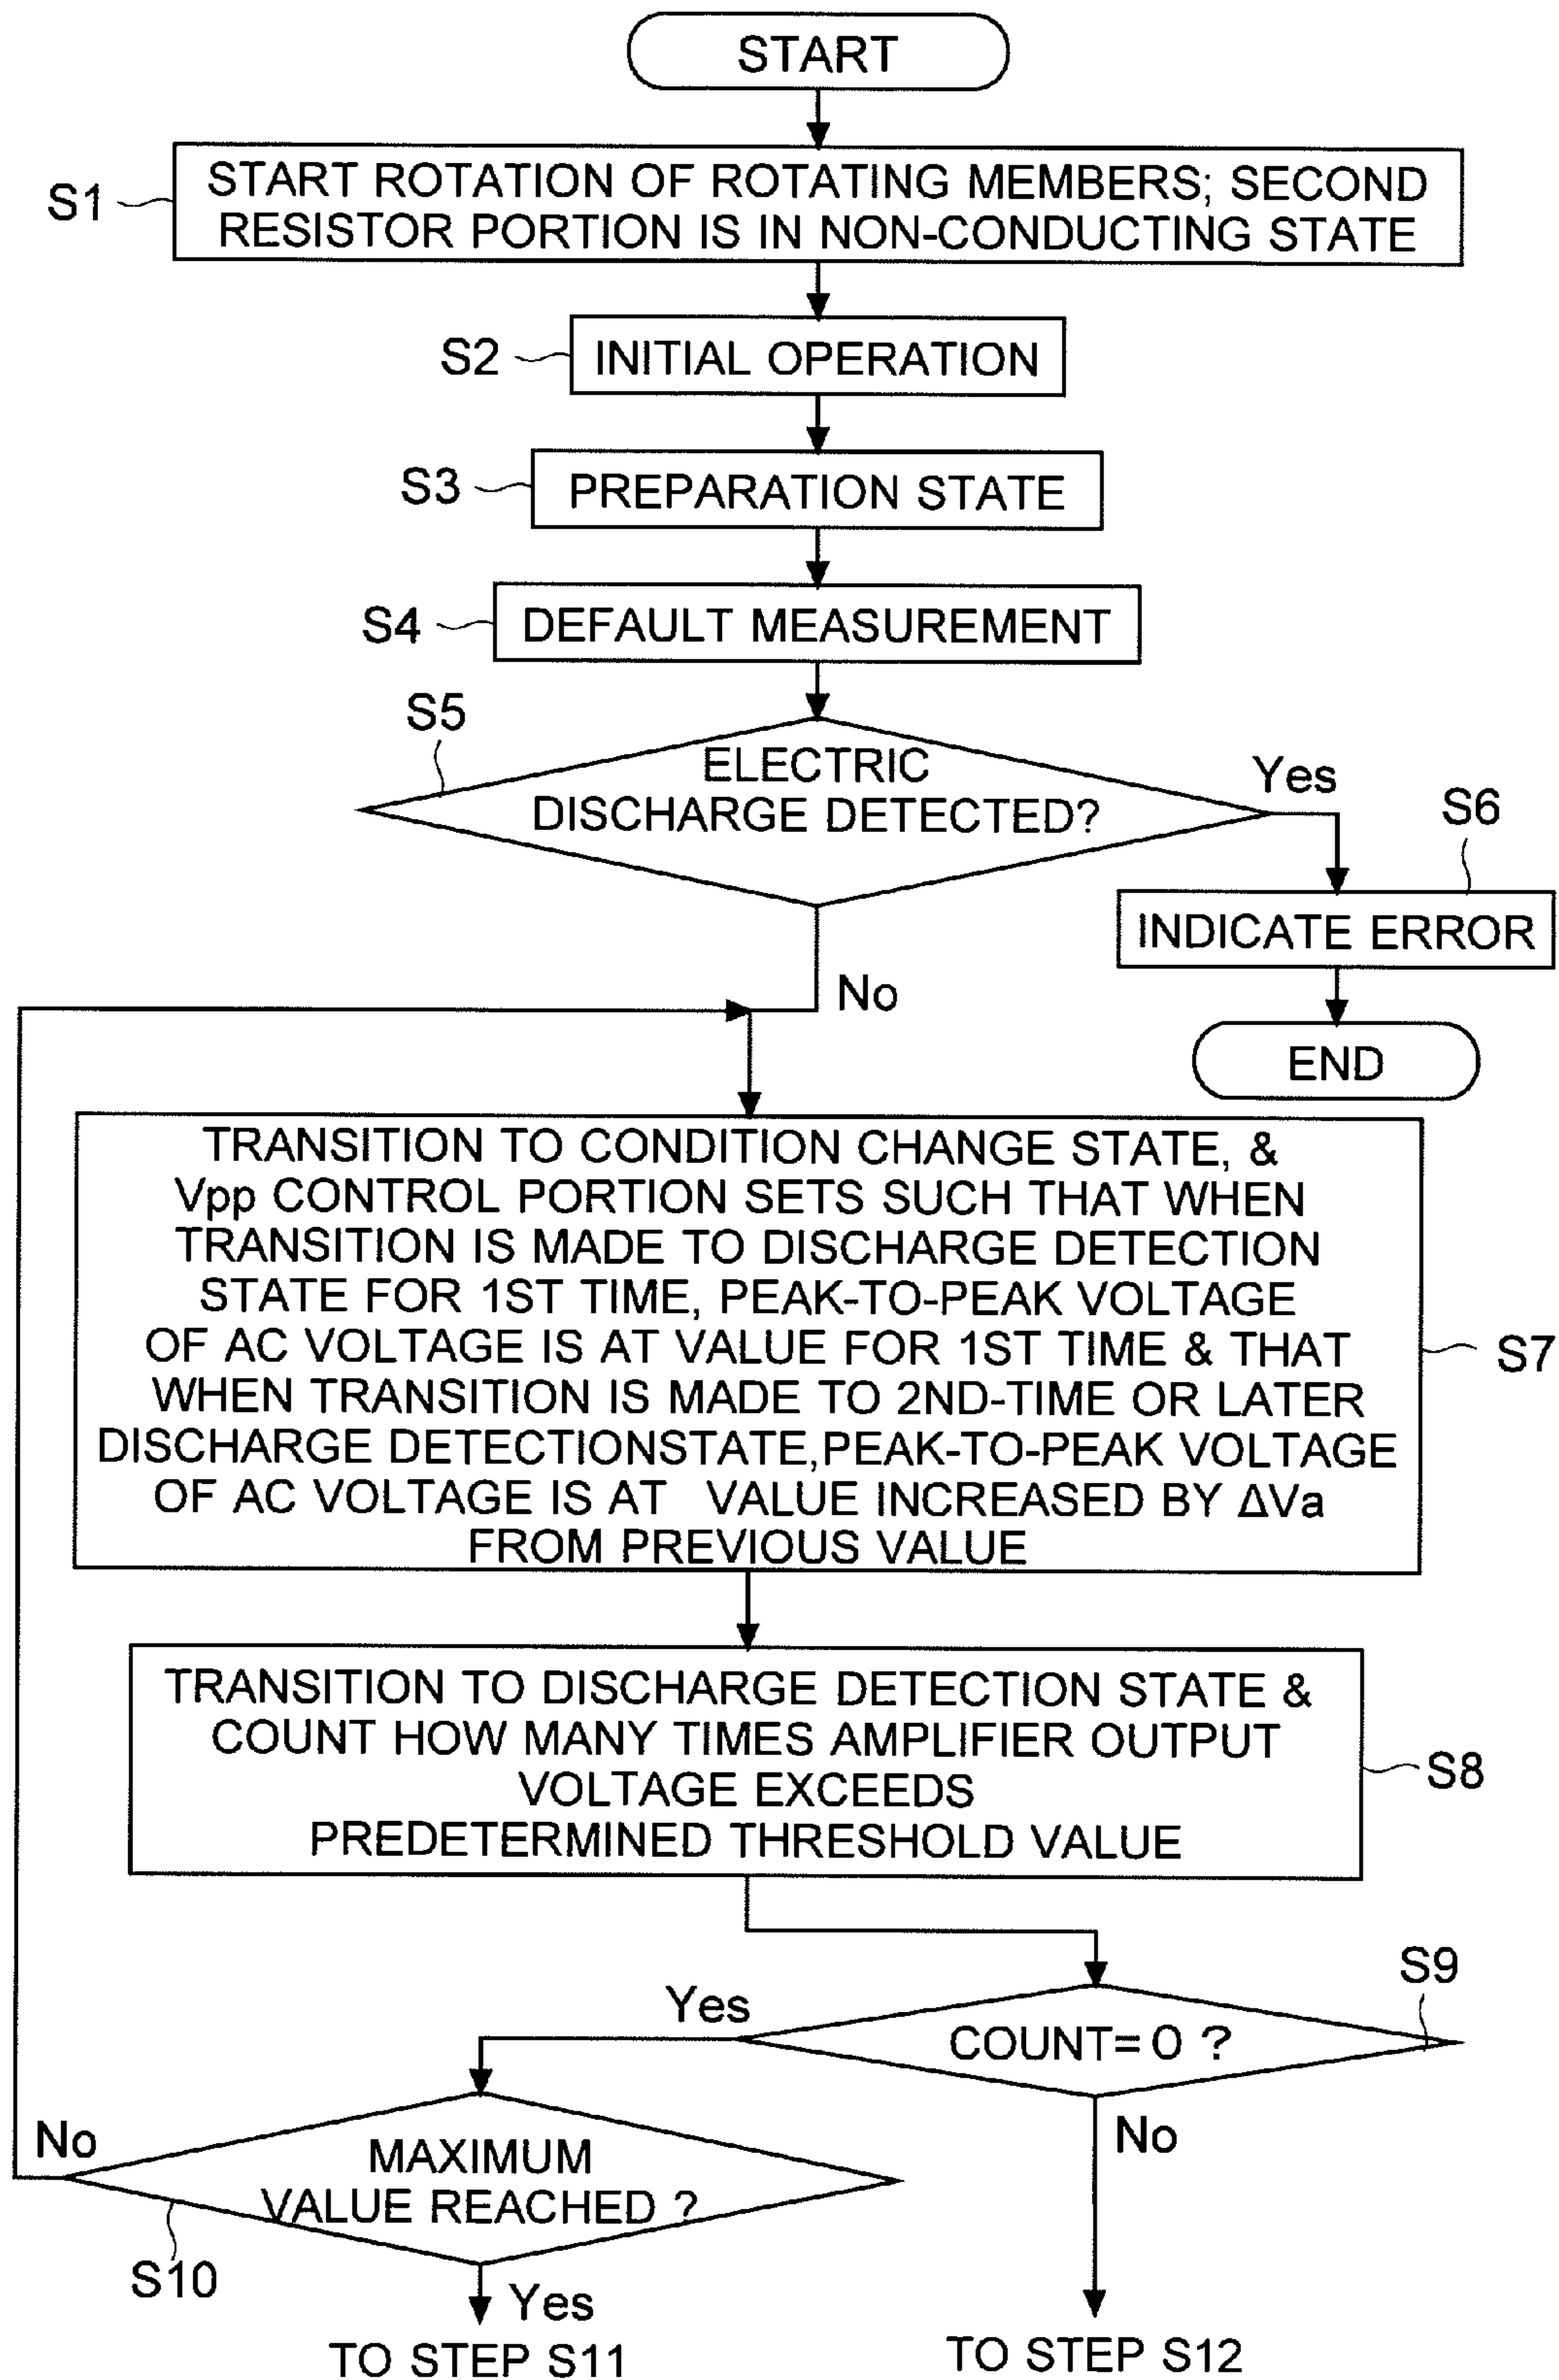 START
S1
START ROTATION OF ROTATING MEMBERS; SECOND
RESISTOR PORTION IS IN NON-CONDUCTING STATE
S2
INITIAL OPERATION
S3
PREPARATION STATE
S4
DEFAULT MEASUREMENT
S5
ELECTRIC
DISCHARGE DETECTED?
Yes
S6
INDICATE ERROR
No
END
TRANSITION TO CONDITION CHANGE STATE, &
Vpp CONTROL PORTION SETS SUCH THAT WHEN
TRANSITION IS MADE TO DISCHARGE DETECTION
STATE FOR 1ST TIME, PEAK-TO-PEAK VOLTAGE
OF AC VOLTAGE IS AT VALUE FOR 1ST TIME & THAT
WHEN TRANSITION IS MADE TO 2ND-TIME OR LATER
DISCHARGE DETECTIONSTATE,PEAK-TO-PEAK VOLTAGE
OF AC VOLTAGE IS AT VALUE INCREASED BY ΔVa
FROM PREVIOUS VALUE
S7
TRANSITION TO DISCHARGE DETECTION STATE &
COUNT HOW MANY TIMES AMPLIFIER OUTPUT
VOLTAGE EXCEEDS
PREDETERMINED THRESHOLD VALUE
S8
S9
Yes
COUNT= 0 ?
No
No
MAXIMUM
VALUE REACHED ?
S10
Yes
TO STEP S11
TO STEP S12